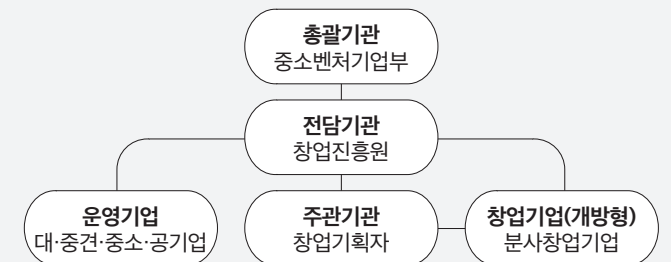 총괄기관
중소벤처기업부
전담기관
창업진흥원
운영기업
대·중견·중소·공기업
주관기관
창업기획자
창업기업(개방형)
분사창업기업